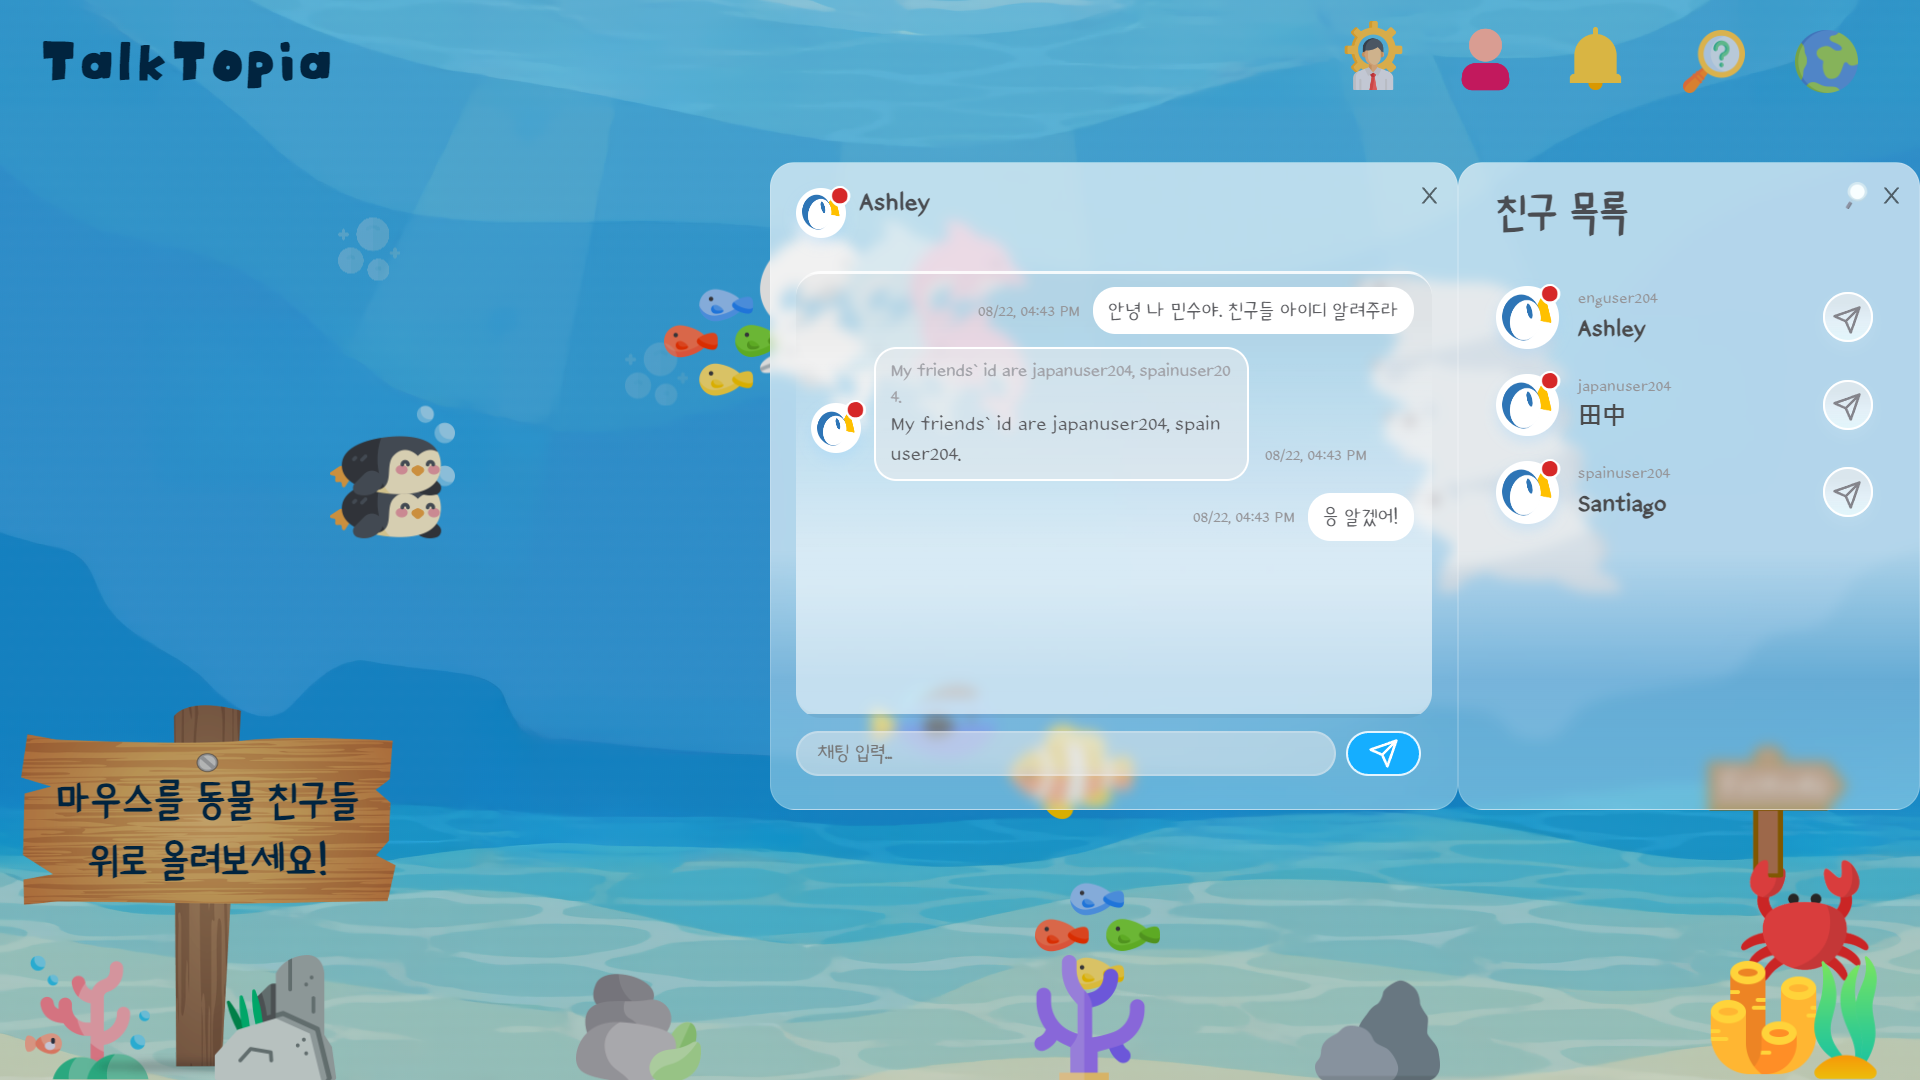 TalkTopia
Ashley
08/22, 04:43 PM
안녕 나 민수야. 친구들 아이디 알려주라
My friends` id are japanuser204, spainuser20
4.
My friends` id are japanuser204, spain
user204.
08/22, 04:43 PM
08/22, 04:43 PM
응 알겠어!
채팅 입력...
친구 목록
enguser204
Ashley
japanuser204
田中
spainuser204
Santiago
마우스를 동물 친구들
위로 올려보세요!